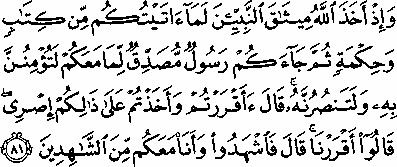 وَإِذْ أَخَذَ ٱللَّهُ مِيثَـٰقَ ٱلنَّبِيِّـۧنَ لَمَآ ءَاتَيْتُكُم مِّن كِتَـٰبٍ
وَحِكْمَةٍ ثُمَّ جَآءَكُمْ رَسُولٌ مُّصَدِّقٌ لِّمَا مَعَكُمْ لَتُؤْمِنُنَّ
بِهِۦ وَلَتَنصُرُنَّهُۥ ۚ قَالَ ءَأَقْرَرْتُمْ وَأَخَذْتُمْ عَلَىٰ ذَٰلِكُمْ إِصْرِى ۖ
قَالُوٓا۟ أَقْرَرْنَا ۚ قَالَ فَٱشْهَدُوا۟ وَأَنَا۠ مَعَكُم مِّنَ ٱلشَّـٰهِدِينَ ٨١